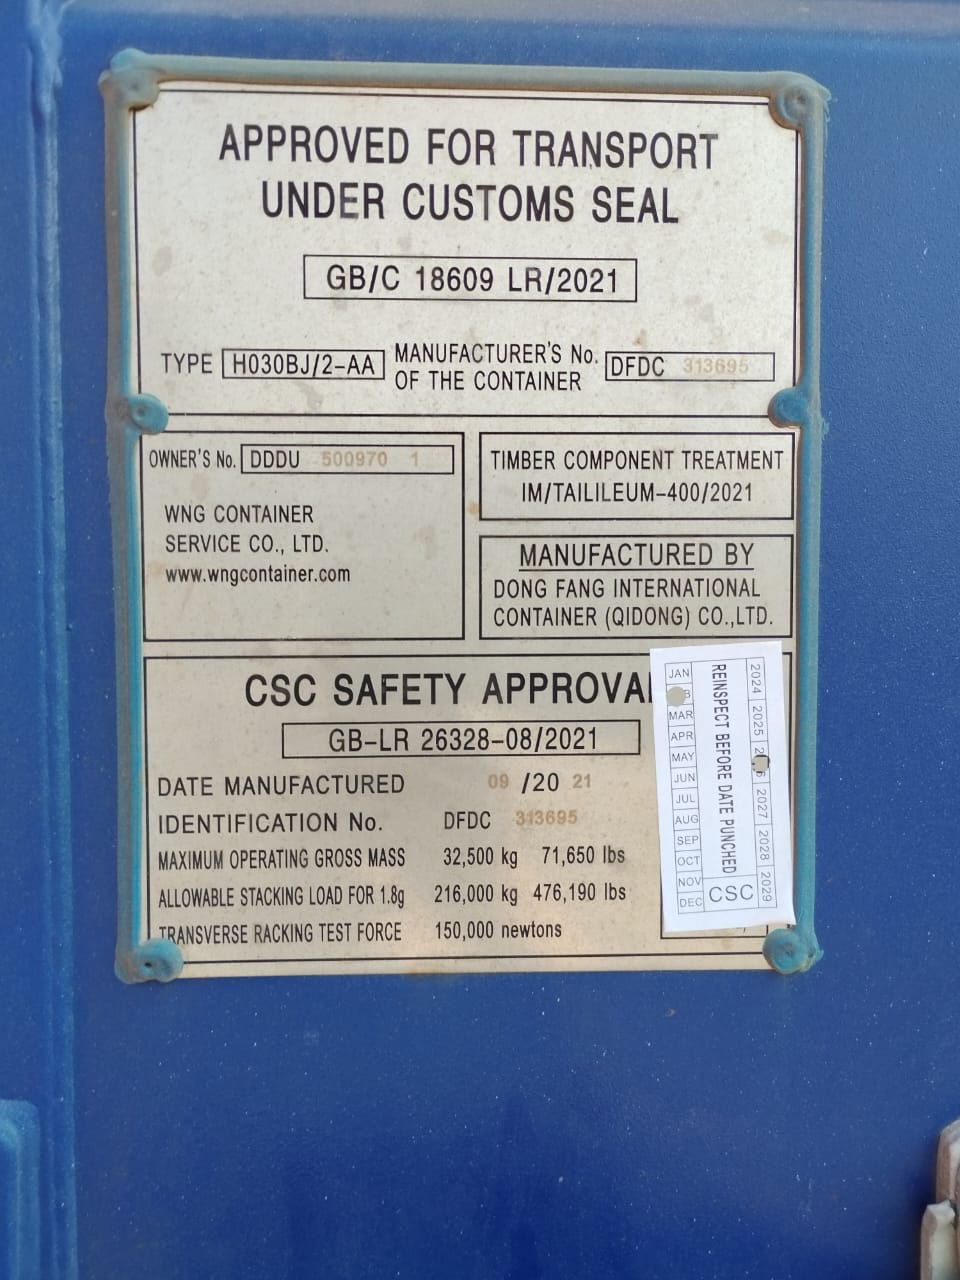 APPROVED FOR TRANSPORT
UNDER CUSTOMS SEAL
GB/C 18609 LR/2021
TYPE H030BJ/2-AA MANUFACTURER'S No. OF THE CONTAINER DFDC 313695
OWNER'S No. DDDU 500970 1
WNG CONTAINER
SERVICE CO., LTD.
www.wngcontainer.com
TIMBER COMPONENT TREATMENT
IM/TAILILEUM-400/2021
MANUFACTURED BY
DONG FANG INTERNATIONAL
CONTAINER (QIDONG) CO.,LTD.
CSC SAFETY APPROVAL
GB-LR 26328-08/2021
DATE MANUFACTURED 09 /20 21
IDENTIFICATION No. DFDC 313695
MAXIMUM OPERATING GROSS MASS 32,500 kg 71,650 lbs
ALLOWABLE STACKING LOAD FOR 1.8g 216,000 kg 476,190 lbs
TRANSVERSE RACKING TEST FORCE 150,000 newtons
2024 2025 2027 2028 2029
REINSPECT BEFORE DATE PUNCHED CSC
JAN
MAR
APR
MAY
JUN
JUL
AUG
SEP
OCT
NOV
DEC